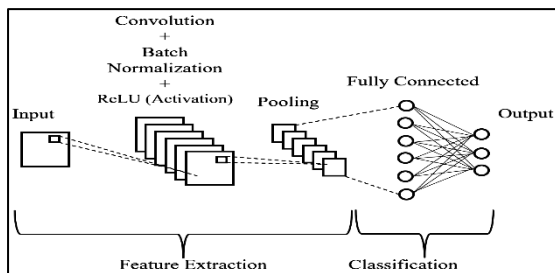 Convolution
+
Batch
Normalization
+
ReLU (Activation)
Input
Pooling
Fully Connected
Output
Feature Extraction
Classification